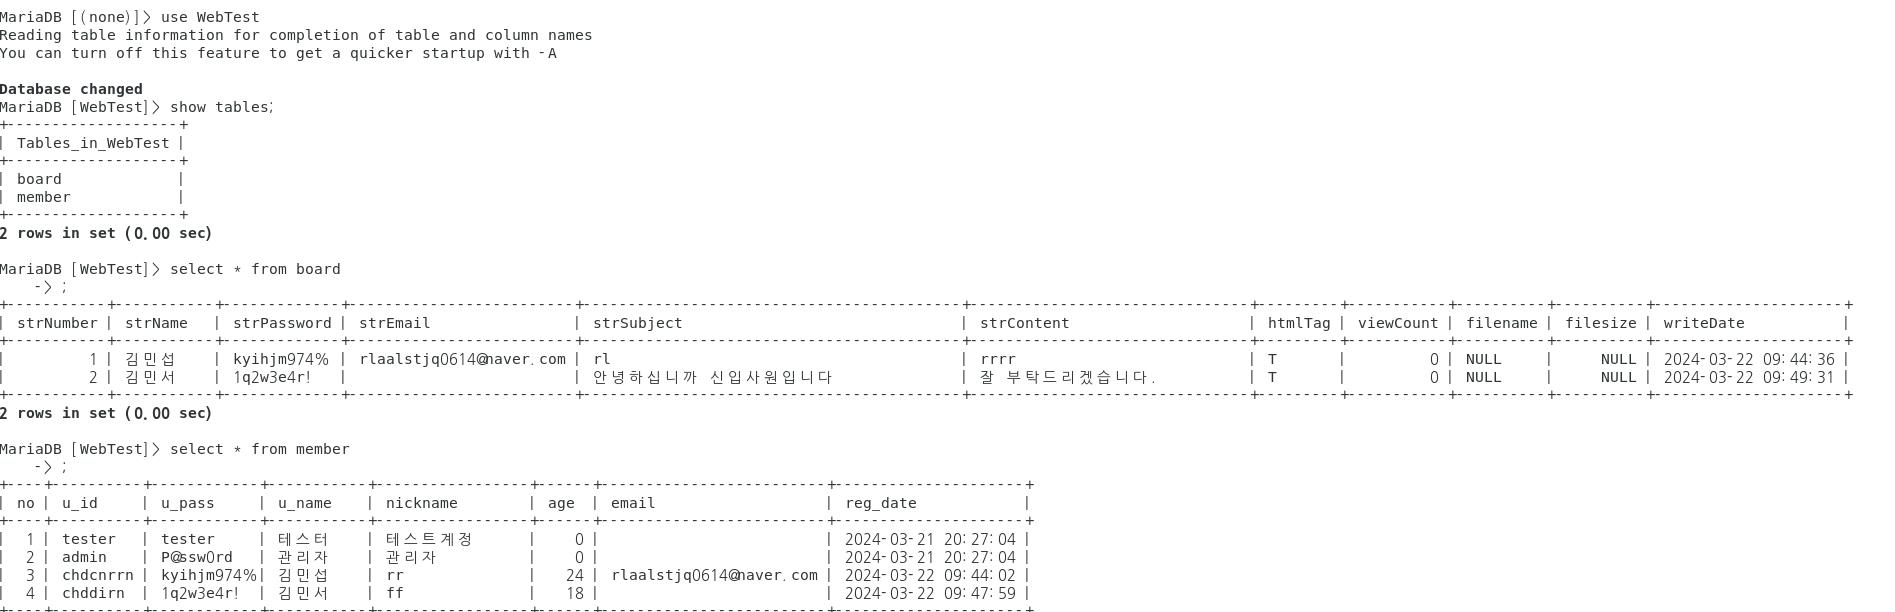 MariaDB [(none)]> use WebTest
Reading table information for completion of table and column names
You can turn off this feature to get a quicker startup with -A
Database changed
MariaDB [WebTest]> show tables;
+-------------------+
| Tables_in_WebTest |
+-------------------+
| board             |
| member            |
+-------------------+
2 rows in set (0.00 sec)
MariaDB [WebTest]> select * from board
    -> ;
| strNumber | strName | strPassword | strEmail | strSubject | strContent | htmlTag | viewCount | filename | filesize | writeDate |
| 1 | 김민섭 | kyihjm974% | rlaalstjq0614@naver.com | rl | rrrr | T | 0 | NULL | NULL | 2024-03-22 09:44:36 |
| 2 | 김민서 | 1q2w3e4r! | | 안녕하십니까 신입사원입니다 | 잘 부탁드리겠습니다. | T | 0 | NULL | NULL | 2024-03-22 09:49:31 |
2 rows in set (0.00 sec)
MariaDB [WebTest]> select * from member
    -> ;
| no | u_id | u_pass | u_name | nickname | age | email | reg_date |
| 1 | tester | tester | 테스터 | 테스트계정 | 0 | | 2024-03-21 20:27:04 |
| 2 | admin | P@ssw0rd | 관리자 | 관리자 | 0 | | 2024-03-21 20:27:04 |
| 3 | chdcnrrn | kyihjm974% | 김민섭 | rr | 24 | rlaalstjq0614@naver.com | 2024-03-22 09:44:02 |
| 4 | chddirn | 1q2w3e4r! | 김민서 | ff | 18 | | 2024-03-22 09:47:59 |